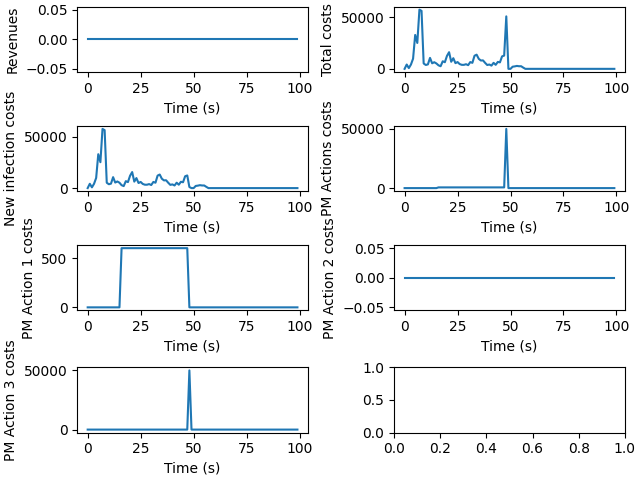 Revenues
0.05
0.00
−0.05
0 25 50 75 100
Time (s)
Total costs
50000
0
0 25 50 75 100
Time (s)
New infection costs
50000
0
0 25 50 75 100
Time (s)
PM Actions costs
50000
0
0 25 50 75 100
Time (s)
PM Action 1 costs
500
0
0 25 50 75 100
Time (s)
PM Action 2 costs
0.05
0.00
−0.05
0 25 50 75 100
Time (s)
PM Action 3 costs
50000
0
0 25 50 75 100
Time (s)
1.0
0.5
0.0
0.0 0.2 0.4 0.6 0.8 1.0